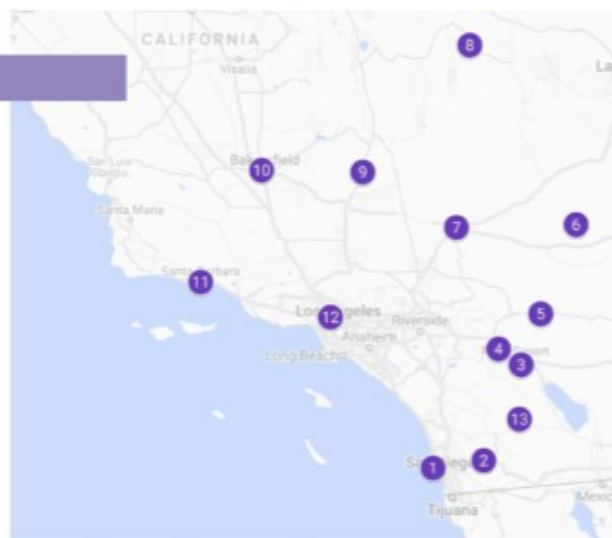 CALIFORNIA
8
Visalia
La
San Luis
Obispo
Bakersfield
10
9
Santa Maria
7
6
Santa Barbara
11
12
Los Angeles
5
Riverside
Anaheim
4
Long Beach
3
13
San Diego
1
2
Tijuana
Mexic